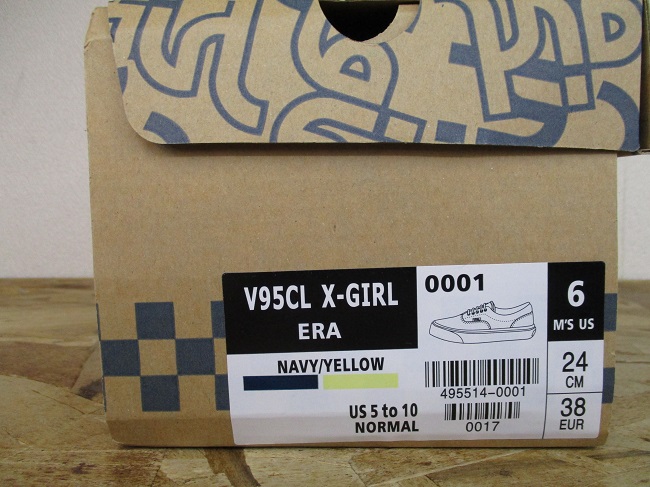 V95CL X-GIRL
ERA
0001
6
M'S US
NAVY/YELLOW
24
CM
495514-0001
US 5 to 10
NORMAL
0017
38
EUR